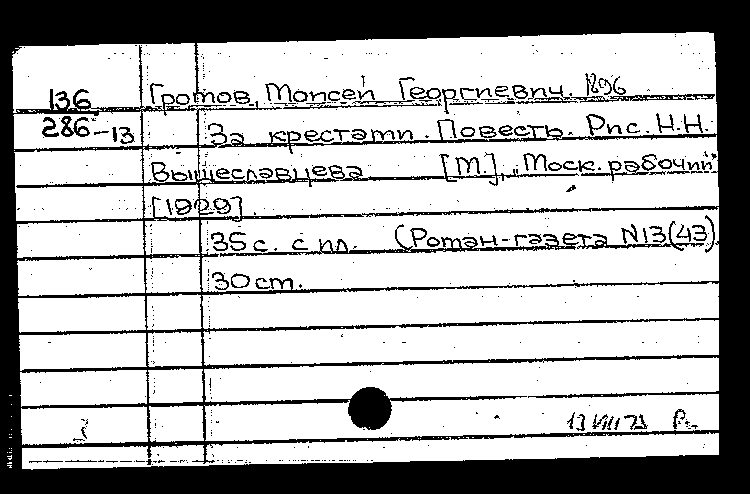 136
286-13
Громов, Моисей Георгиевич. 1896
За крестами. Повесть. Рис. Н.Н.
Вышеславцева [М.], „Моск. рабочий"
[1929].
35 с. с ил. (Роман-газета N13(43)
30 ст.
13 VIII 73